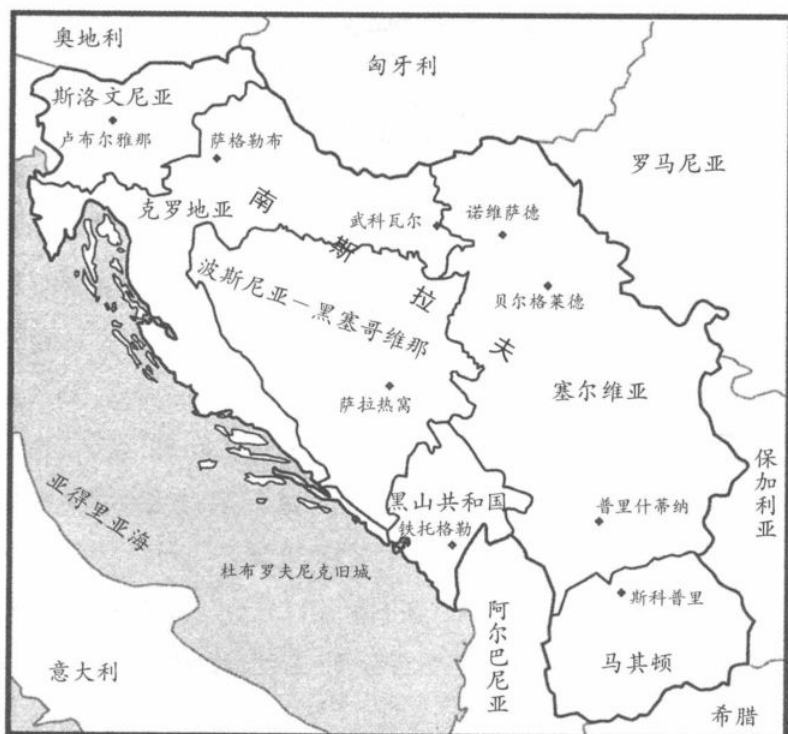 奥地利
匈牙利
斯洛文尼亚
卢布尔雅那
萨格勒布
罗马尼亚
克罗地亚
南斯拉夫
武科瓦尔
诺维萨德
波斯尼亚－黑塞哥维那
贝尔格莱德
萨拉热窝
塞尔维亚
保加利亚
亚得里亚海
黑山共和国
铁托格勒
普里什蒂纳
杜布罗夫尼克旧城
斯科普里
阿尔巴尼亚
马其顿
意大利
希腊